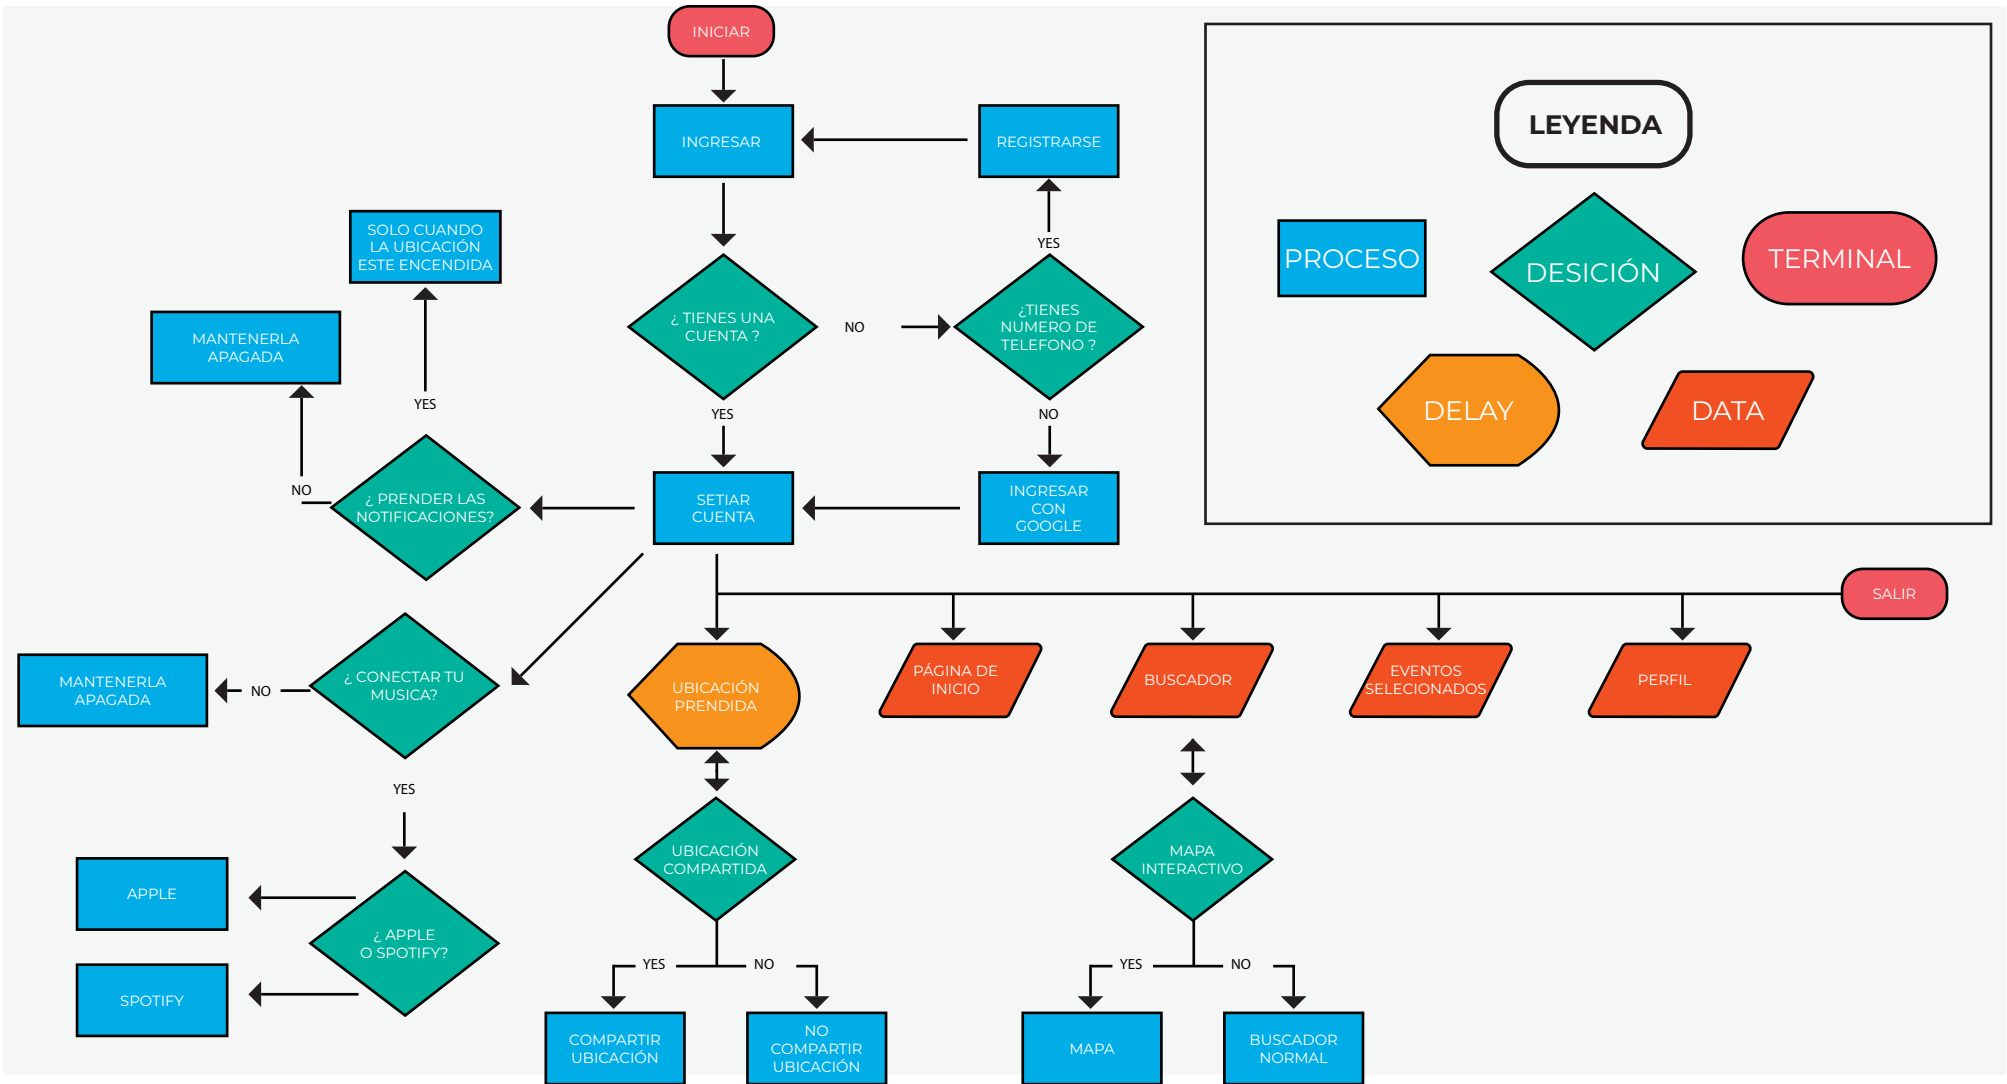 INICIAR
LEYENDA
INGRESAR
REGISTRARSE
PROCESO
DESICIÓN
TERMINAL
SOLO CUANDO
LA UBICACIÓN
ESTE ENCENDIDA
YES
¿ TIENES UNA
CUENTA ?
NO
¿TIENES
NUMERO DE
TELEFONO ?
MANTENERLA
APAGADA
YES
YES
NO
DELAY
DATA
NO
¿ PRENDER LAS
NOTIFICACIONES?
SETIAR
CUENTA
INGRESAR
CON
GOOGLE
SALIR
MANTENERLA
APAGADA
NO
¿ CONECTAR TU
MUSICA?
UBICACIÓN
PRENDIDA
PÁGINA DE
INICIO
BUSCADOR
EVENTOS
SELECIONADOS
PERFIL
YES
UBICACIÓN
COMPARTIDA
MAPA
INTERACTIVO
APPLE
¿ APPLE
O SPOTIFY?
SPOTIFY
YES
NO
YES
NO
COMPARTIR
UBICACIÓN
NO
COMPARTIR
UBICACIÓN
MAPA
BUSCADOR
NORMAL